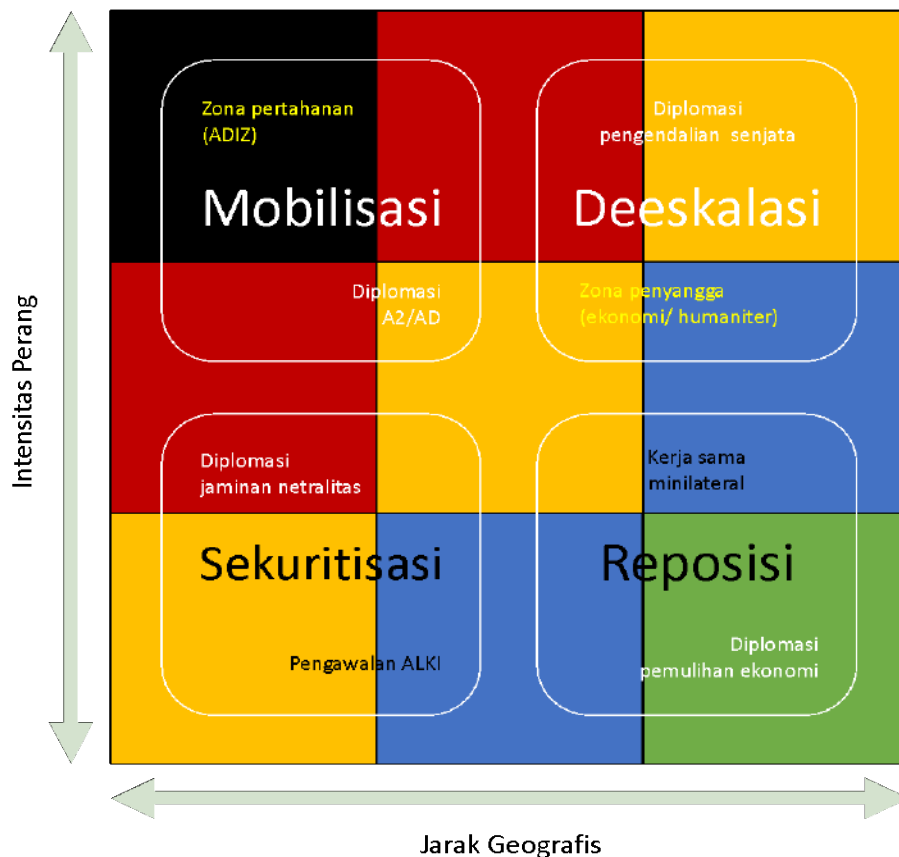 Intensitas Perang
Zona pertahanan
(ADIZ)
Mobilisasi
Diplomasi
A2/AD
Diplomasi
pengendalian senjata
Deeskalasi
Zona penyangga
(ekonomi/ humaniter)
Diplomasi
jaminan netralitas
Sekuritisasi
Pengawalan ALKI
Kerja sama
minilateral
Reposisi
Diplomasi
pemulihan ekonomi
Jarak Geografis